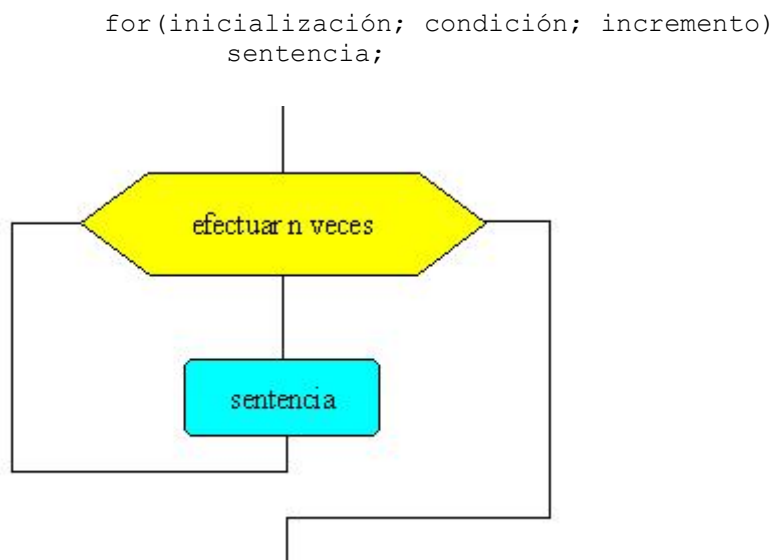 for(inicialización; condición; incremento)
sentencia;
efectuar n veces
sentencia